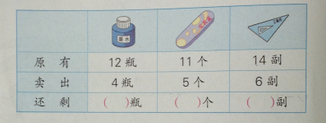 原有 12瓶 11个 14副
卖出 4瓶 5个 6副
还剩 ( )瓶 ( )个 ( )副